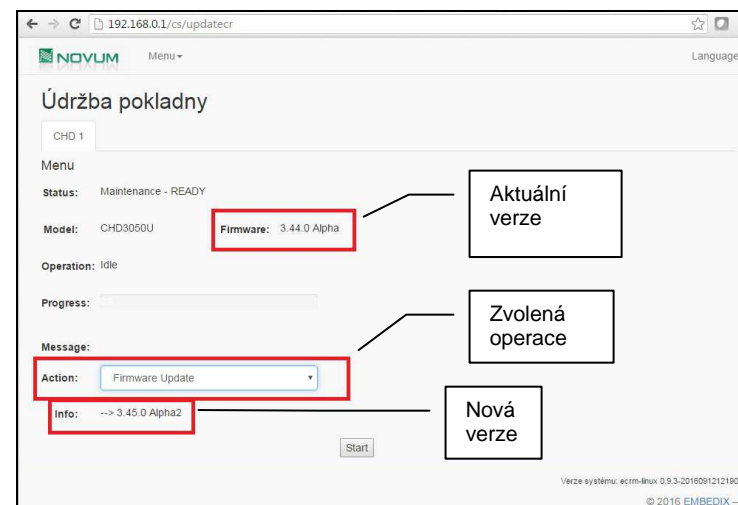 192.168.0.1/cs/updatecr
NOVUM Menu Language
Údržba pokladny
CHD 1
Menu
Status: Maintenance - READY
Aktuální
verze
Model: CHD3050U Firmware: 3.44.0 Alpha
Operation: Idle
Progress:
Zvolená
operace
Message:
Action: Firmware Update
Nová
verze
Info: --> 3.45.0 Alpha2
Start
Verze systému: ecrm-linux 0.9.3-2016091212190
© 2016 EMBEDIX –